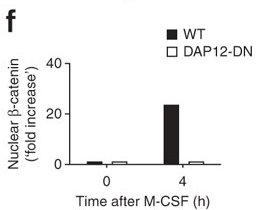 f
WT
DAP12-DN
Nuclear β-catenin
('fold increase')
40
20
0
0 4
Time after M-CSF (h)